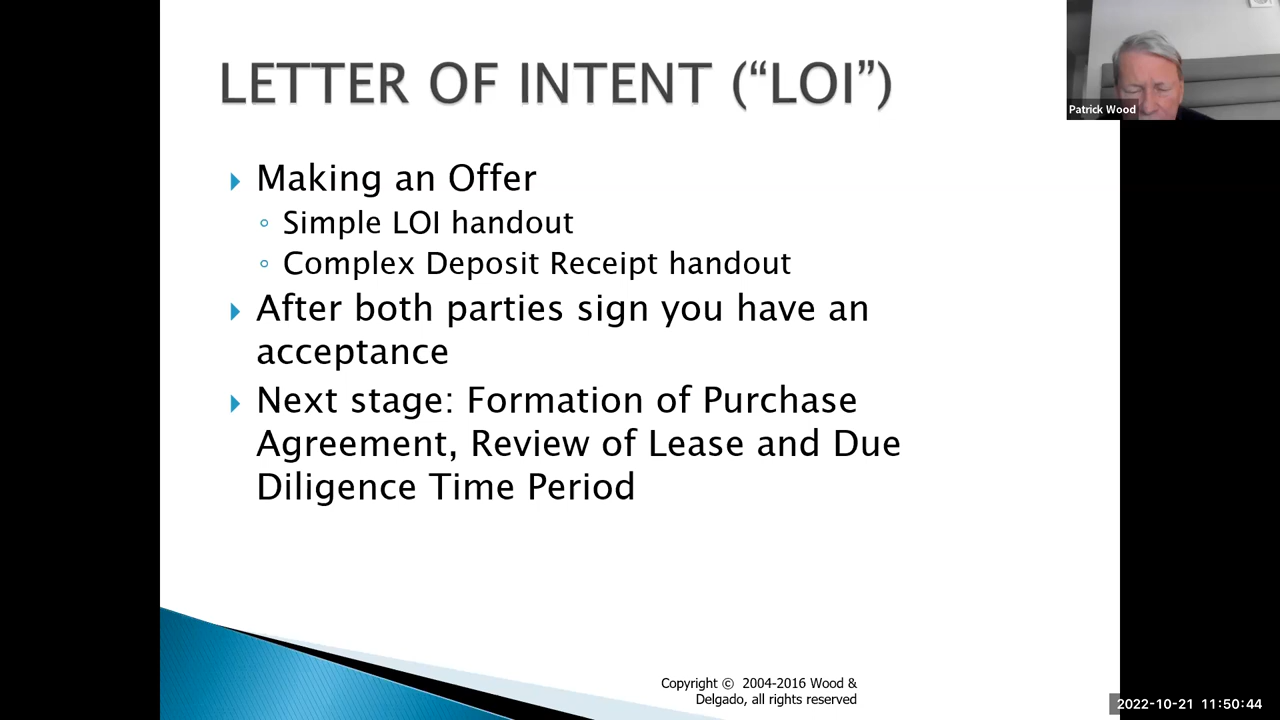 LETTER OF INTENT (“LOI”)
Patrick Wood
Making an Offer
Simple LOI handout
Complex Deposit Receipt handout
After both parties sign you have an
acceptance
Next stage: Formation of Purchase
Agreement, Review of Lease and Due
Diligence Time Period
Copyright © 2004-2016 Wood &
Delgado, all rights reserved
2022-10-21 11:50:44